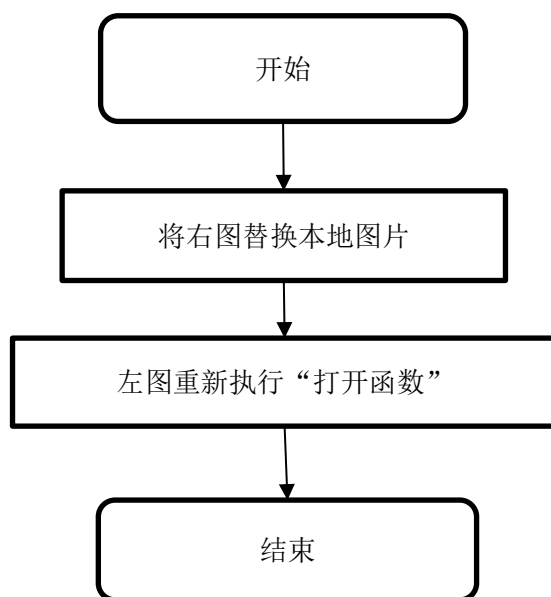 开始
将右图替换本地图片
左图重新执行“打开函数”
结束